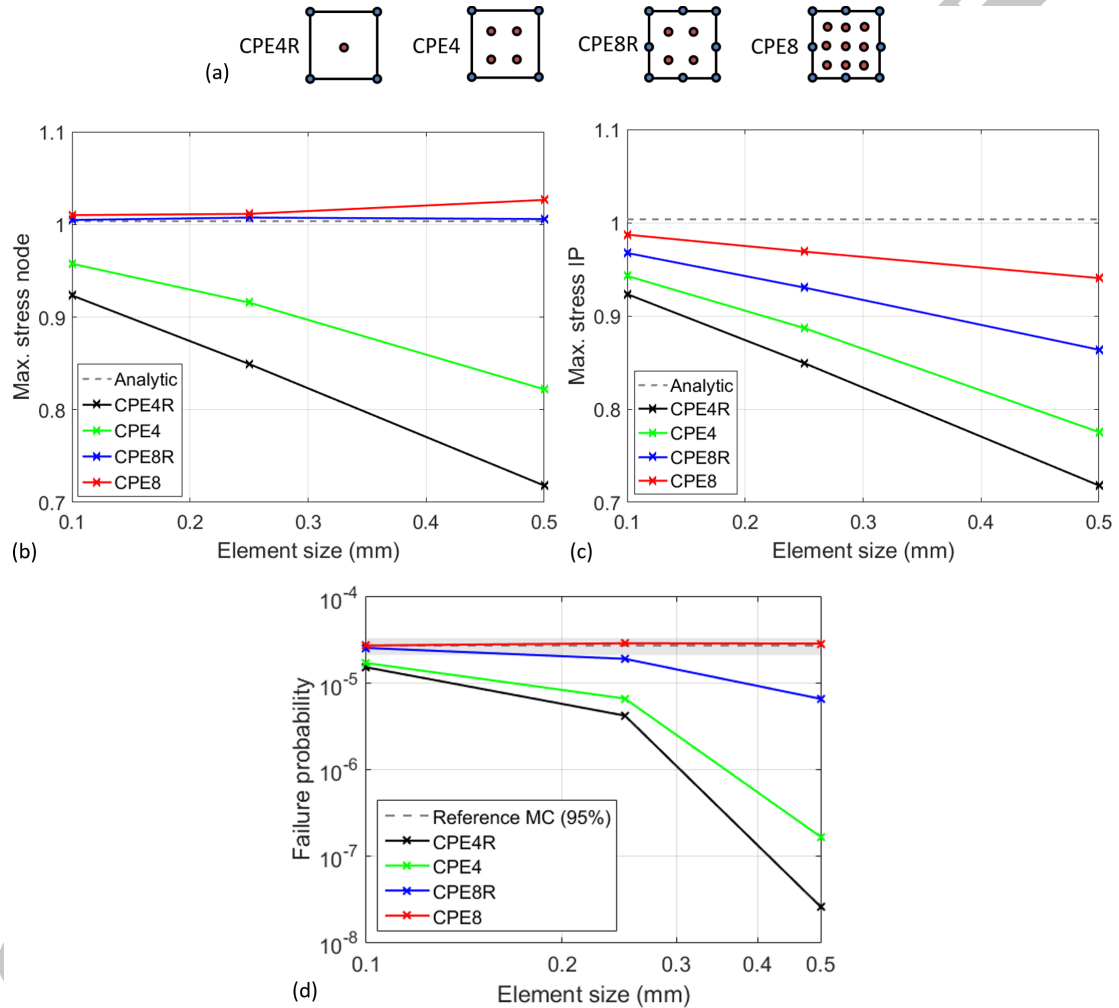 CPE4R CPE4 CPE8R CPE8
(a)
1.1
1
0.9
0.8
0.7
Max. stress node
Analytic
CPE4R
CPE4
CPE8R
CPE8
0.1 0.2 0.3 0.4 0.5
Element size (mm)
(b)
1.1
1
0.9
0.8
0.7
Max. stress IP
Analytic
CPE4R
CPE4
CPE8R
CPE8
0.1 0.2 0.3 0.4 0.5
Element size (mm)
(c)
10-4
10-5
10-6
10-7
10-8
Failure probability
Reference MC (95%)
CPE4R
CPE4
CPE8R
CPE8
0.1 0.2 0.3 0.4 0.5
Element size (mm)
(d)